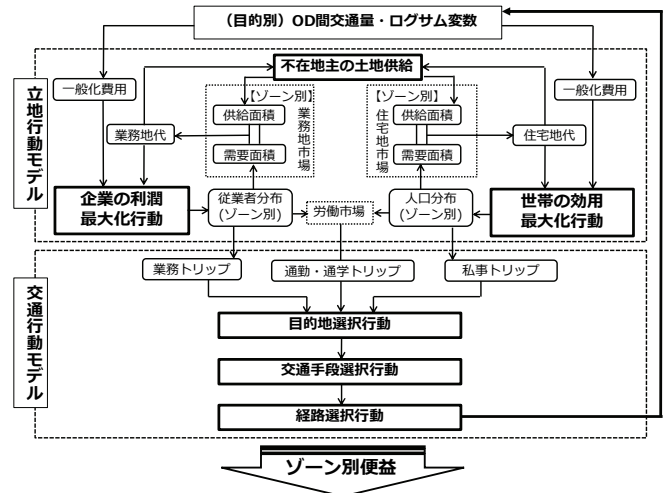 (目的別)OD間交通量・ログサム変数
立地行動モデル
不在地主の土地供給
一般化費用
一般化費用
【ゾーン別】
供給面積
需要面積
業務地市場
【ゾーン別】
供給面積
需要面積
住宅地市場
業務地代
住宅地代
企業の利潤
最大化行動
従業者分布
(ゾーン別)
労働市場
人口分布
(ゾーン別)
世帯の効用
最大化行動
交通行動モデル
業務トリップ
通勤・通学トリップ
私事トリップ
目的地選択行動
交通手段選択行動
経路選択行動
ゾーン別便益